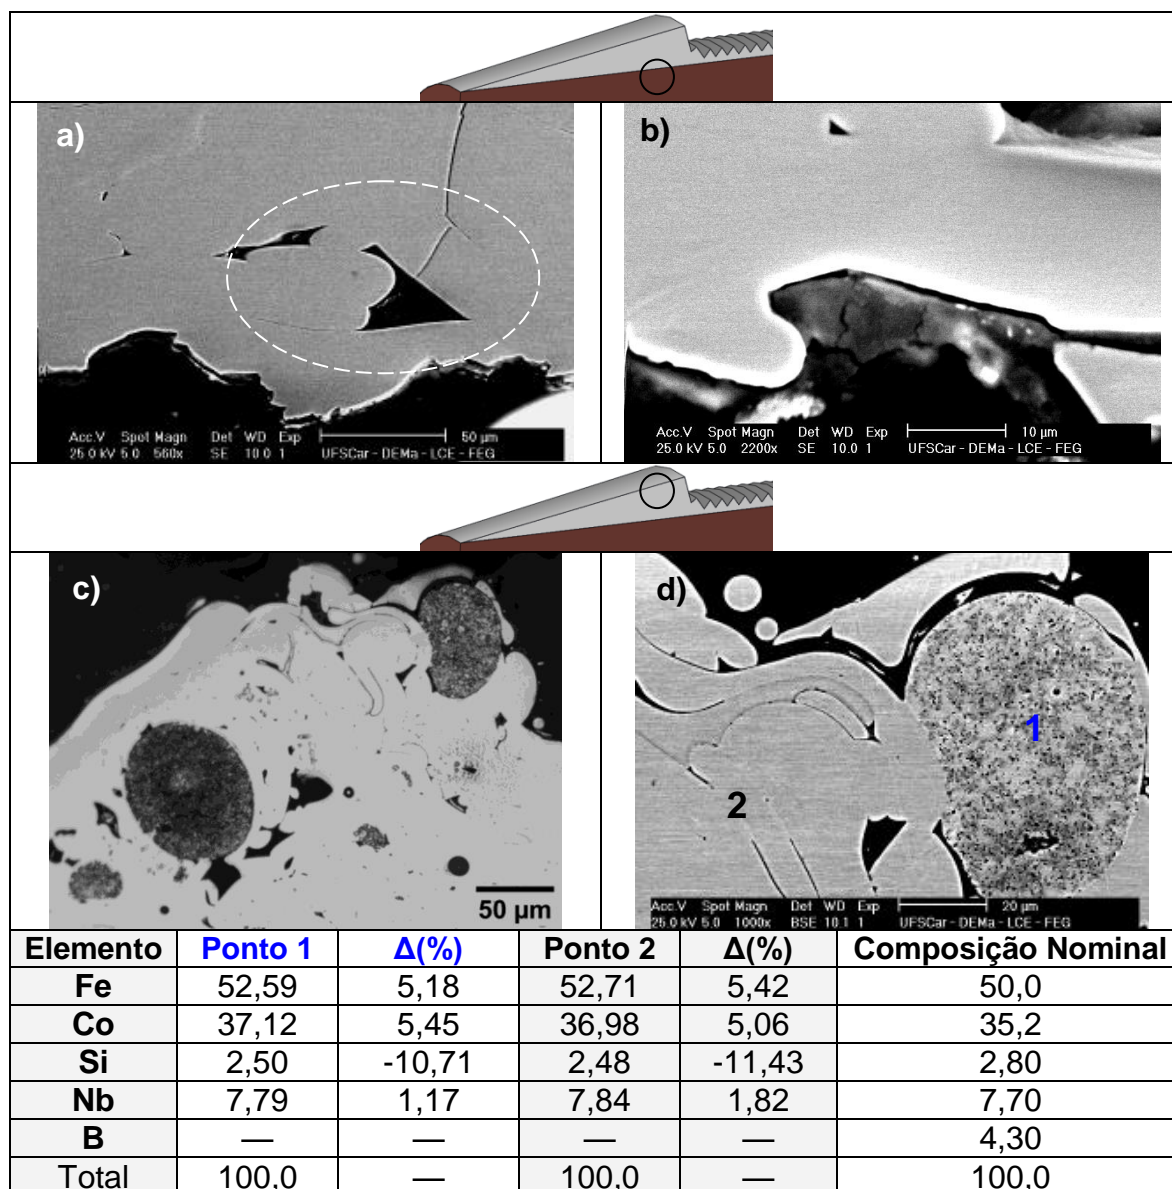 a)
Acc.V Spot Magn Det WD Exp 50 µm
25.0 kV 5.0 560x SE 10.0 1 UFSCar - DEMa - LCE - FEG
b)
Acc.V Spot Magn Det WD Exp 10 µm
25.0 kV 5.0 2200x SE 10.0 1 UFSCar - DEMa - LCE - FEG
c)
50 µm
d)
1
2
Acc.V Spot Magn Det WD Exp 20 µm
25.0 kV 5.0 1000x BSE 10.1 1 UFSCar - DEMa - LCE - FEG
Elemento Ponto 1 Δ(%) Ponto 2 Δ(%) Composição Nominal
Fe 52,59 5,18 52,71 5,42 50,0
Co 37,12 5,45 36,98 5,06 35,2
Si 2,50 -10,71 2,48 -11,43 2,80
Nb 7,79 1,17 7,84 1,82 7,70
B — — — — 4,30
Total 100,0 — 100,0 — 100,0